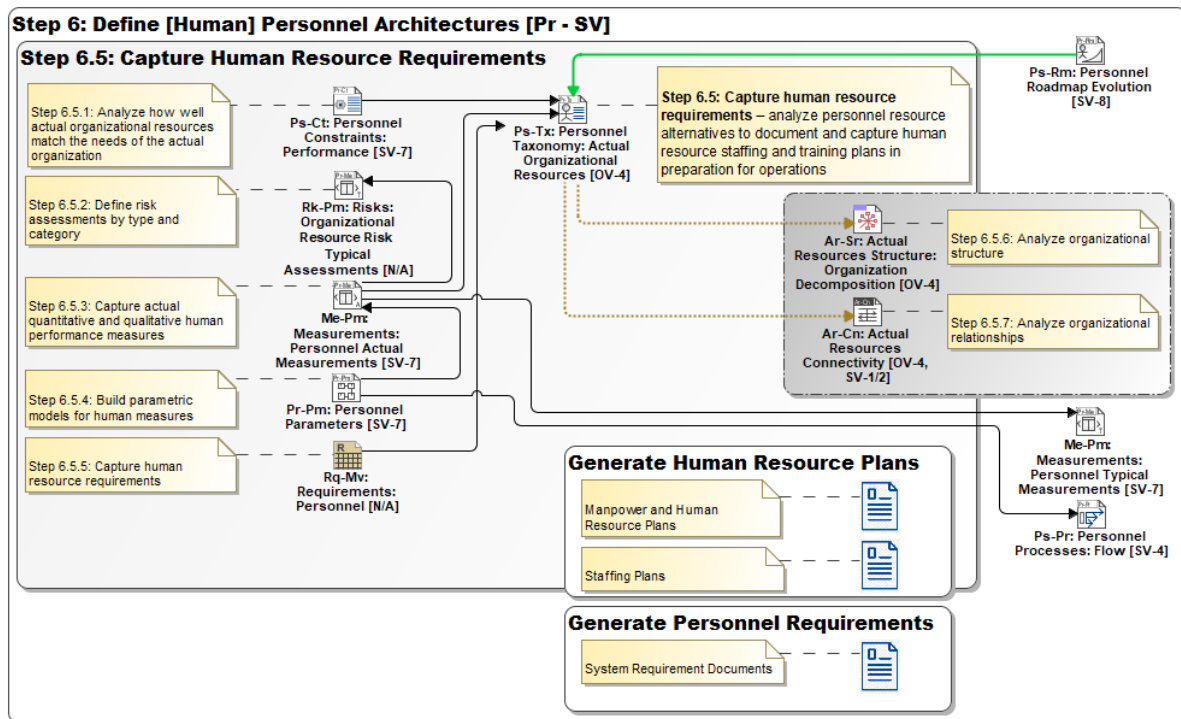 Step 6: Define [Human] Personnel Architectures [Pr - SV]
Step 6.5: Capture Human Resource Requirements
Step 6.5.1: Analyze how well
actual organizational resources
match the needs of the actual
organization
Ps-Ct: Personnel
Constraints:
Performance [SV-7]
Ps-Tx: Personnel
Taxonomy: Actual
Organizational
Resources [OV-4]
Step 6.5: Capture human resource
requirements – analyze personnel resource
alternatives to document and capture human
resource staffing and training plans in
preparation for operations
Ps-Rm: Personnel
Roadmap Evolution
[SV-8]
Step 6.5.2: Define risk
assessments by type and
category
Rk-Pm: Risks:
Organizational
Resource Risk
Typical
Assessments [N/A]
Ar-Sr: Actual
Resources Structure:
Organization
Decomposition [OV-4]
Step 6.5.6: Analyze organizational
structure
Step 6.5.3: Capture actual
quantitative and qualitative human
performance measures
Me-Pm:
Measurements:
Personnel Actual
Measurements [SV-7]
Ar-Cn: Actual
Resources
Connectivity [OV-4,
SV-1/2]
Step 6.5.7: Analyze organizational
relationships
Step 6.5.4: Build parametric
models for human measures
Pr-Pm: Personnel
Parameters [SV-7]
Me-Pm:
Measurements:
Personnel Typical
Measurements [SV-7]
Step 6.5.5: Capture human
resource requirements
Rq-Mv:
Requirements:
Personnel [N/A]
Ps-Pr: Personnel
Processes: Flow [SV-4]
Generate Human Resource Plans
Manpower and Human
Resource Plans
Staffing Plans
Generate Personnel Requirements
System Requirement Documents